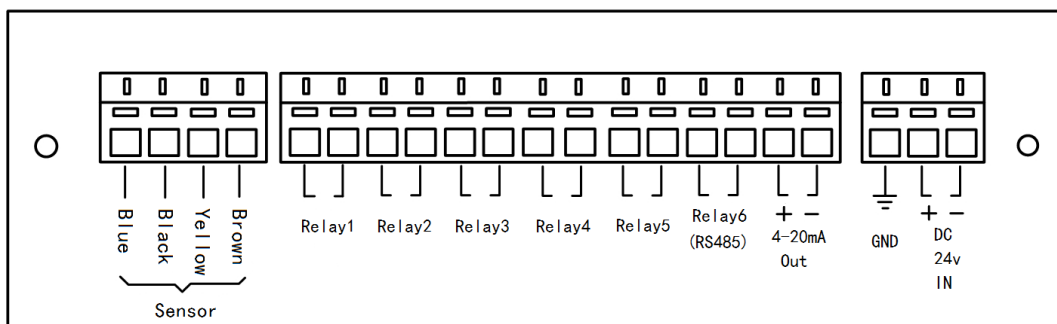 Blue
Black
Yellow
Brown
Sensor
Relay1
Relay2
Relay3
Relay4
Relay5
Relay6
(RS485)
+ −
4-20mA
Out
GND
+ −
DC
24v
IN